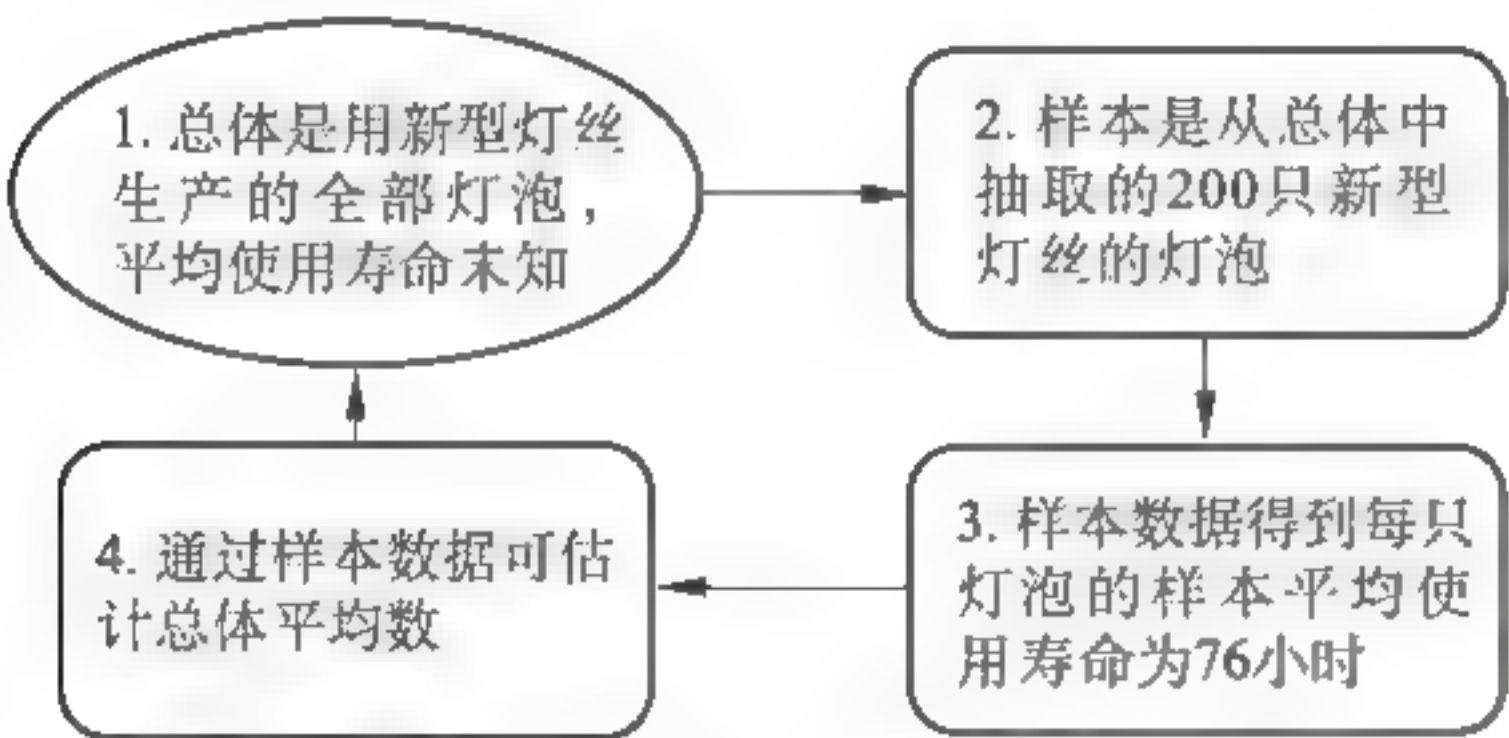 1. 总体是用新型灯丝
生产的全部灯泡,
平均使用寿命未知
2. 样本是从总体中
抽取的200只新型
灯丝的灯泡
3. 样本数据得到每只
灯泡的样本平均使
用寿命为76小时
4. 通过样本数据可估
计总体平均数